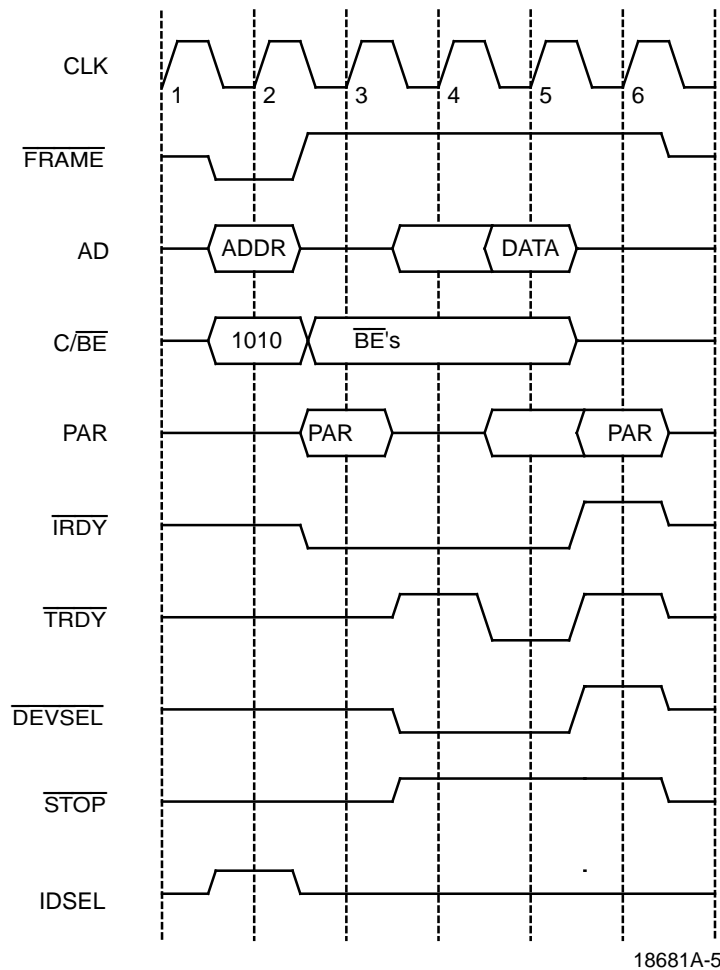 CLK
1 2 3 4 5 6
FRAME
AD ADDR DATA
C/BE 1010 BE's
PAR PAR PAR
IRDY
TRDY
DEVSEL
STOP
IDSEL
18681A-5